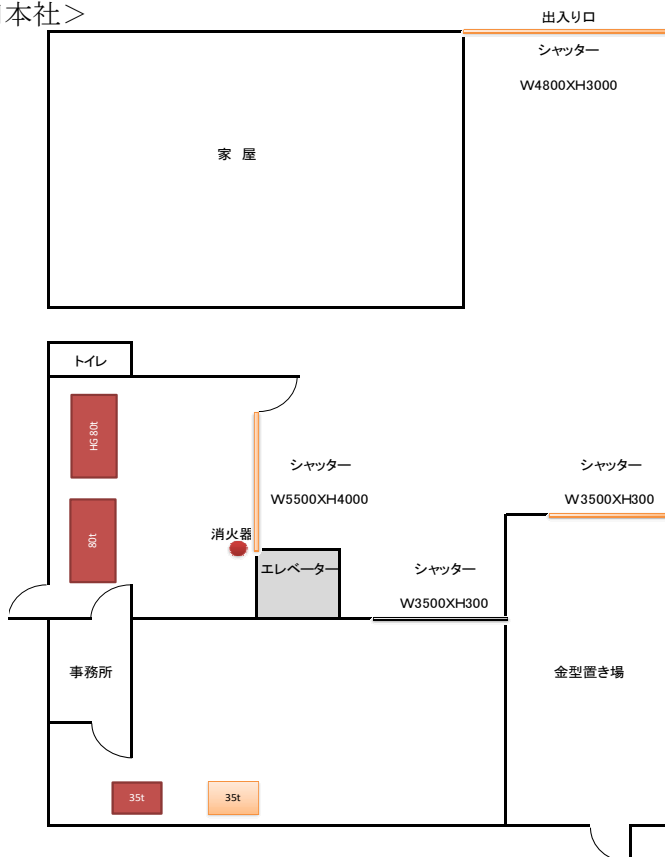 本社＞
出入り口
シャッター
W4800XH3000
家 屋
トイレ
HG 80t
80t
シャッター
W5500XH4000
消火器
エレベーター
シャッター
W3500XH300
シャッター
W3500XH300
事務所
金型置き場
35t
35t